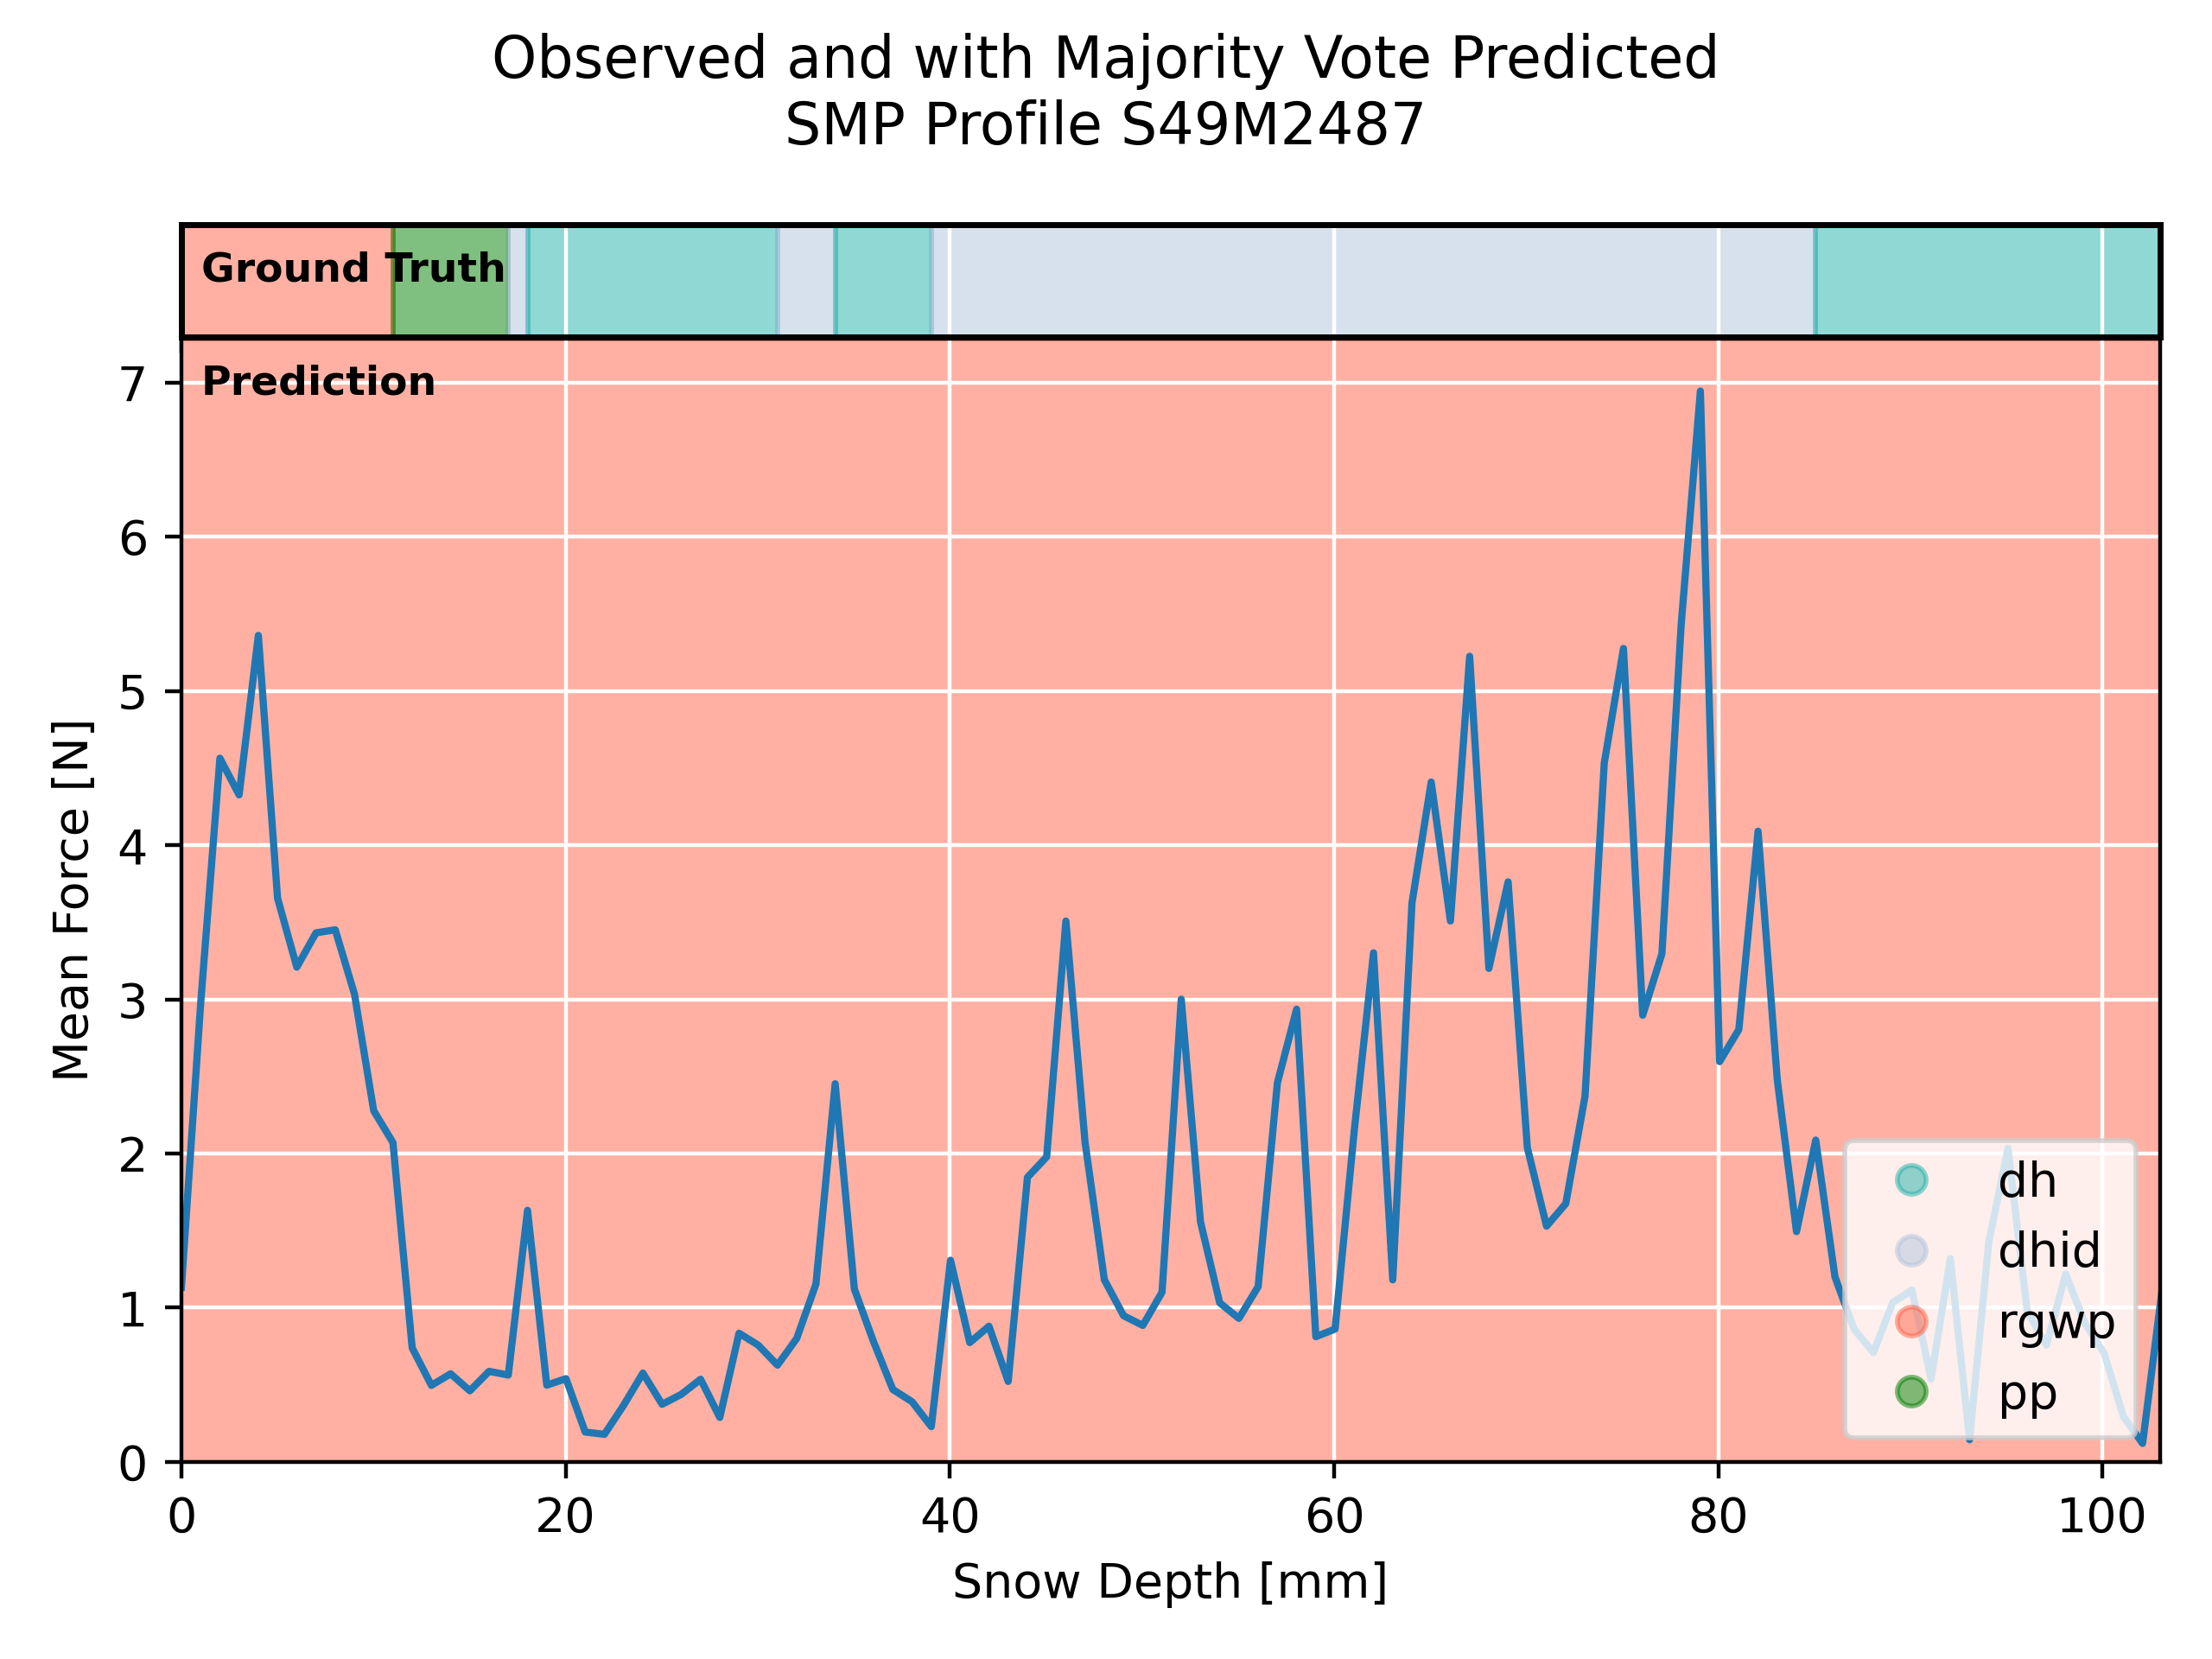 Observed and with Majority Vote Predicted
SMP Profile S49M2487
Ground Truth
Prediction
7
6
5
4
3
2
1
0
Mean Force [N]
dh
dhid
rgwp
pp
0 20 40 60 80 100
Snow Depth [mm]